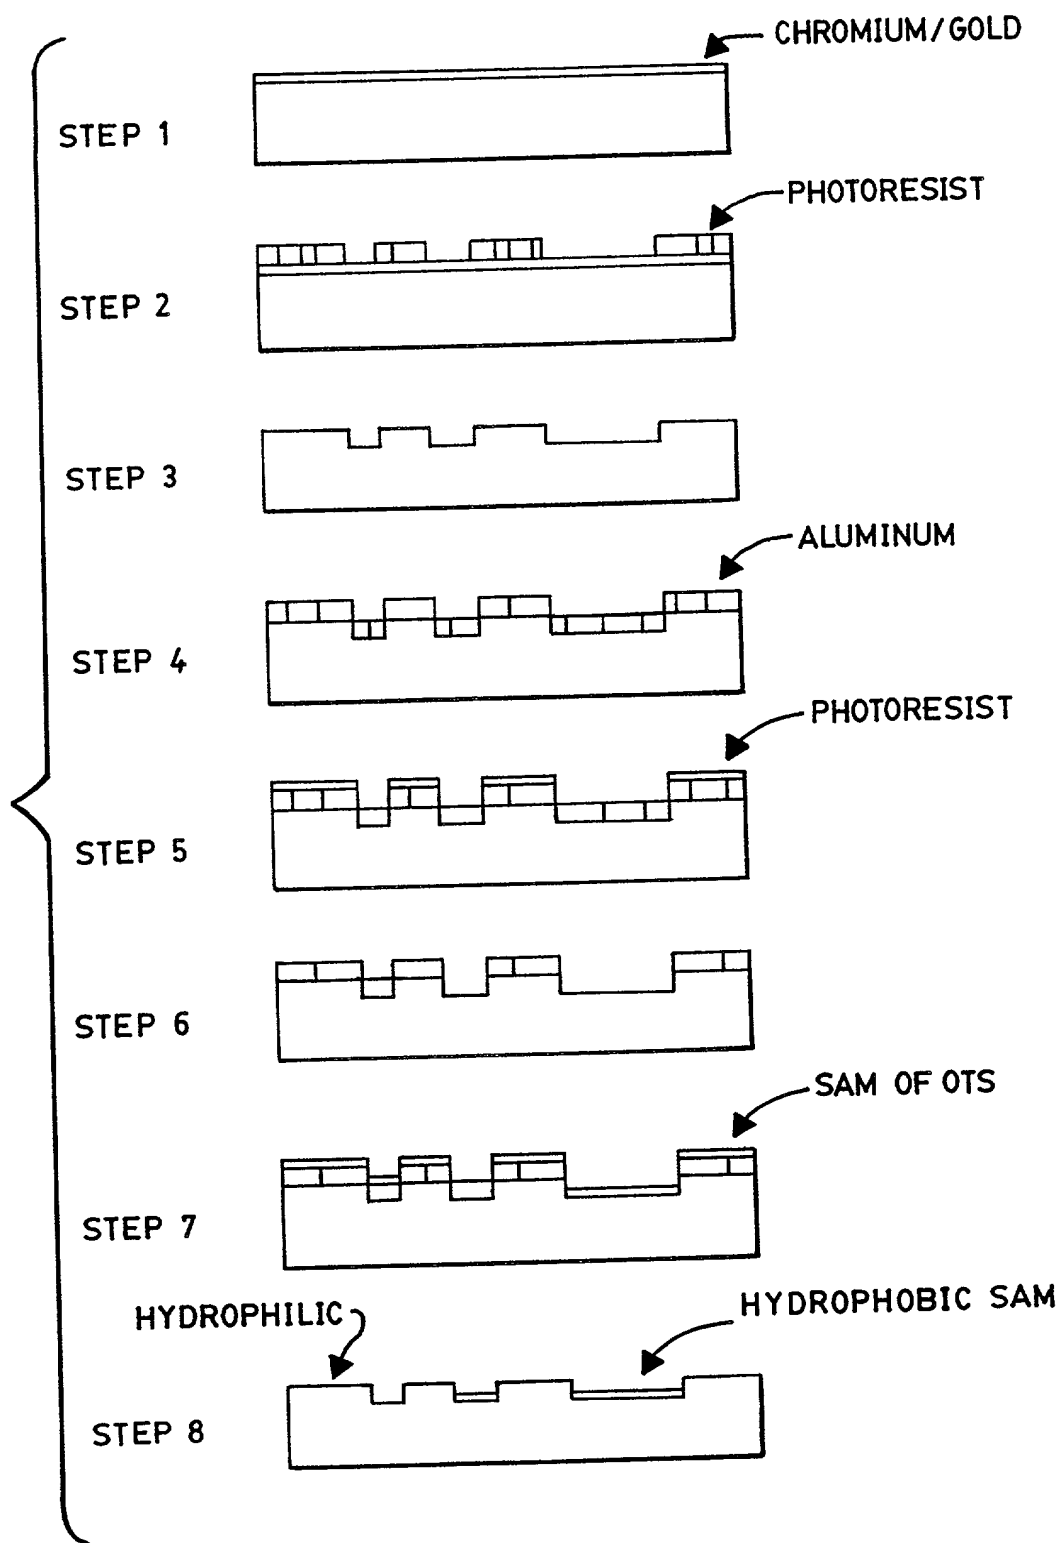 CHROMIUM/GOLD
STEP 1
PHOTORESIST
STEP 2
STEP 3
ALUMINUM
STEP 4
PHOTORESIST
STEP 5
STEP 6
SAM OF OTS
STEP 7
HYDROPHILIC
HYDROPHOBIC SAM
STEP 8